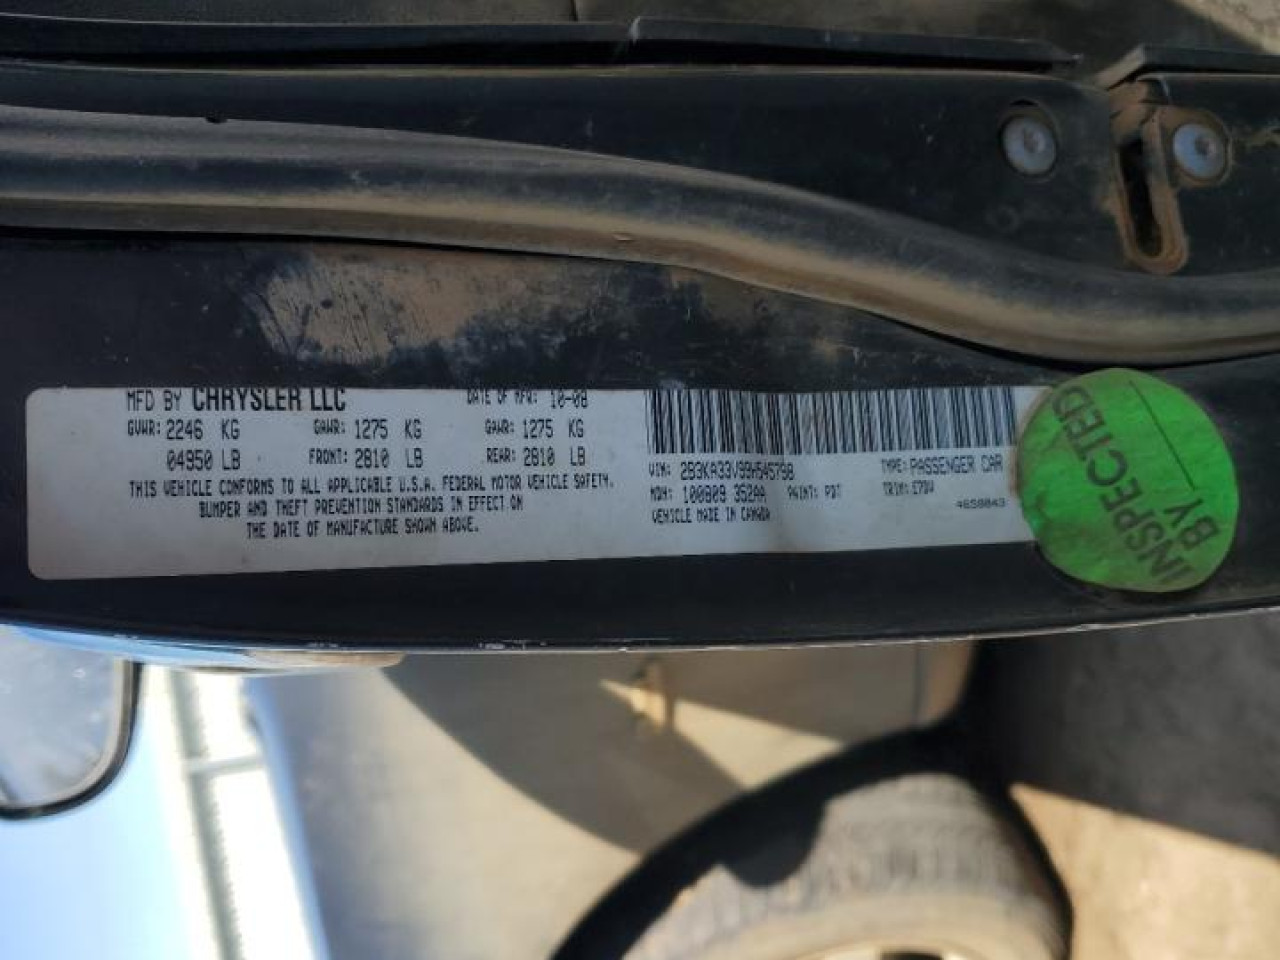 MFD BY CHRYSLER LLC DATE OF MFR: 10-08
GVWR: 2246 KG GAWR: 1275 KG GAWR: 1275 KG
04950 LB FRONT: 2810 LB REAR: 2810 LB
THIS VEHICLE CONFORMS TO ALL APPLICABLE U.S.A. FEDERAL MOTOR VEHICLE SAFETY,
BUMPER AND THEFT PREVENTION STANDARDS IN EFFECT ON
THE DATE OF MANUFACTURE SHOWN ABOVE.
VIN: 2B3KA33V99H545798 TYPE: PASSENGER CAR
MDH: 100809 352AA PAINT: PDT TRIM: E7DV
VEHICLE MADE IN CANADA
INSPECTED
BY